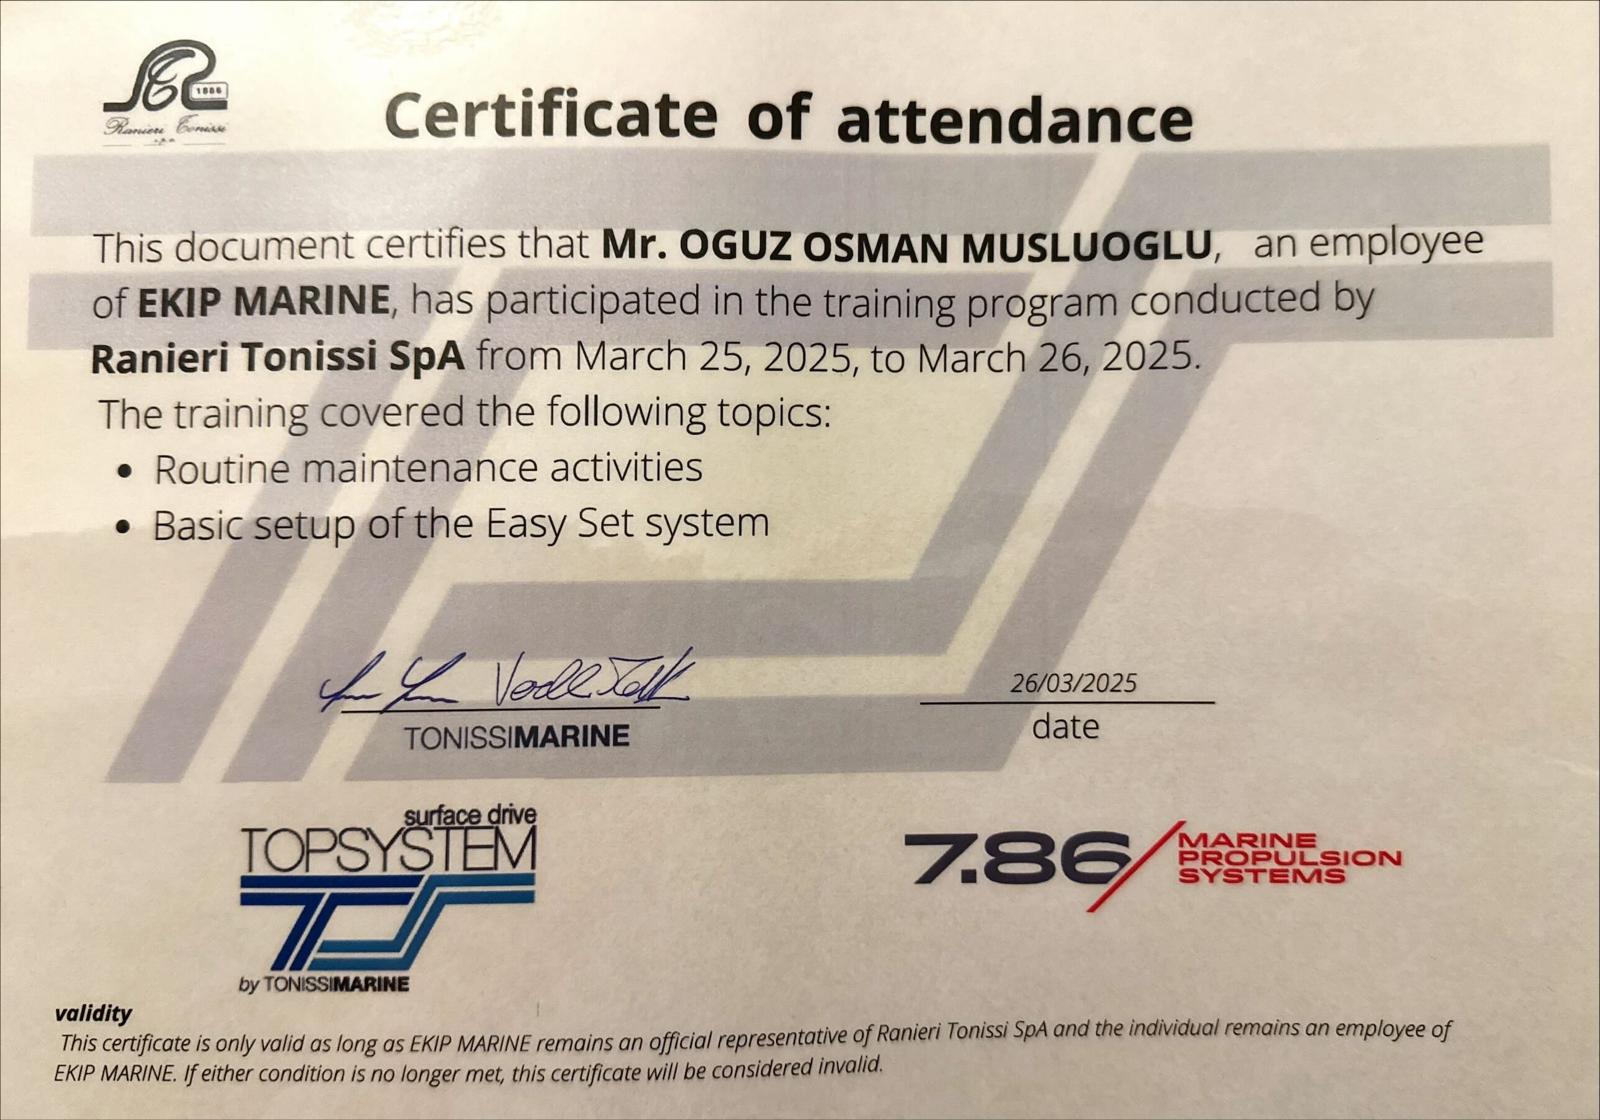 1886
Ranieri Tonissi
S.p.A.
Certificate of attendance
This document certifies that Mr. OGUZ OSMAN MUSLUOGLU, an employee
of EKIP MARINE, has participated in the training program conducted by
Ranieri Tonissi SpA from March 25, 2025, to March 26, 2025.
The training covered the following topics:
• Routine maintenance activities
• Basic setup of the Easy Set system
TONISSIMARINE
26/03/2025
date
surface drive
TOPSYSTEM
by TONISSIMARINE
7.86 MARINE
PROPULSION
SYSTEMS
validity
This certificate is only valid as long as EKIP MARINE remains an official representative of Ranieri Tonissi SpA and the individual remains an employee of
EKIP MARINE. If either condition is no longer met, this certificate will be considered invalid.